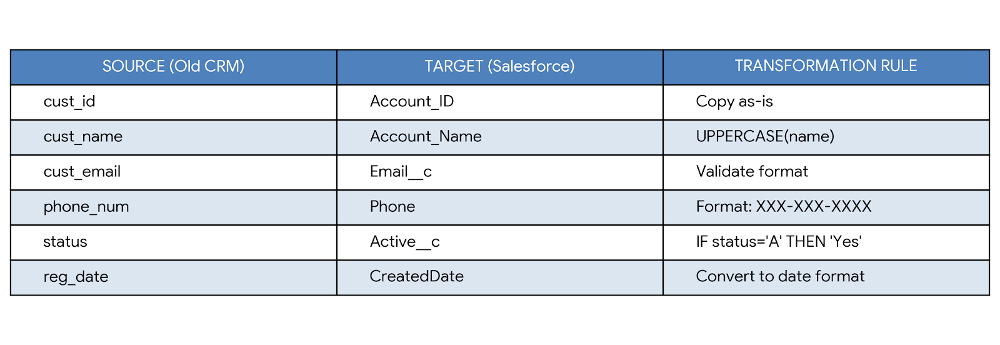 SOURCE (Old CRM) TARGET (Salesforce) TRANSFORMATION RULE
cust_id Account_ID Copy as-is
cust_name Account_Name UPPERCASE(name)
cust_email Email__c Validate format
phone_num Phone Format: XXX-XXX-XXXX
status Active__c IF status='A' THEN 'Yes'
reg_date CreatedDate Convert to date format